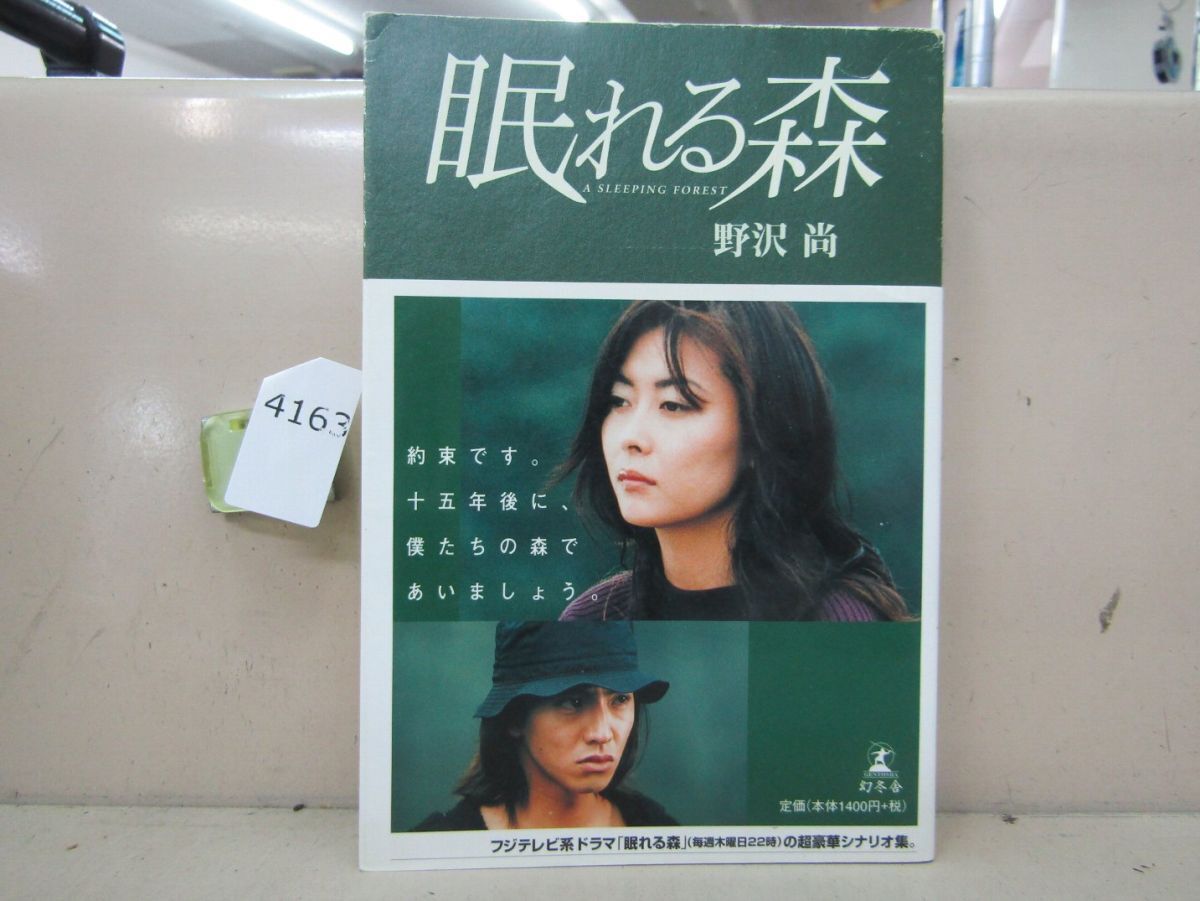 眠れる森
A SLEEPING FOREST
野沢 尚
4163
約束です。
十五年後に、
僕たちの森で
あいましょう。
GENTOSHA
幻冬舎
定価(本体1400円+税)
フジテレビ系ドラマ「眠れる森」(毎週木曜日22時)の超豪華シナリオ集。